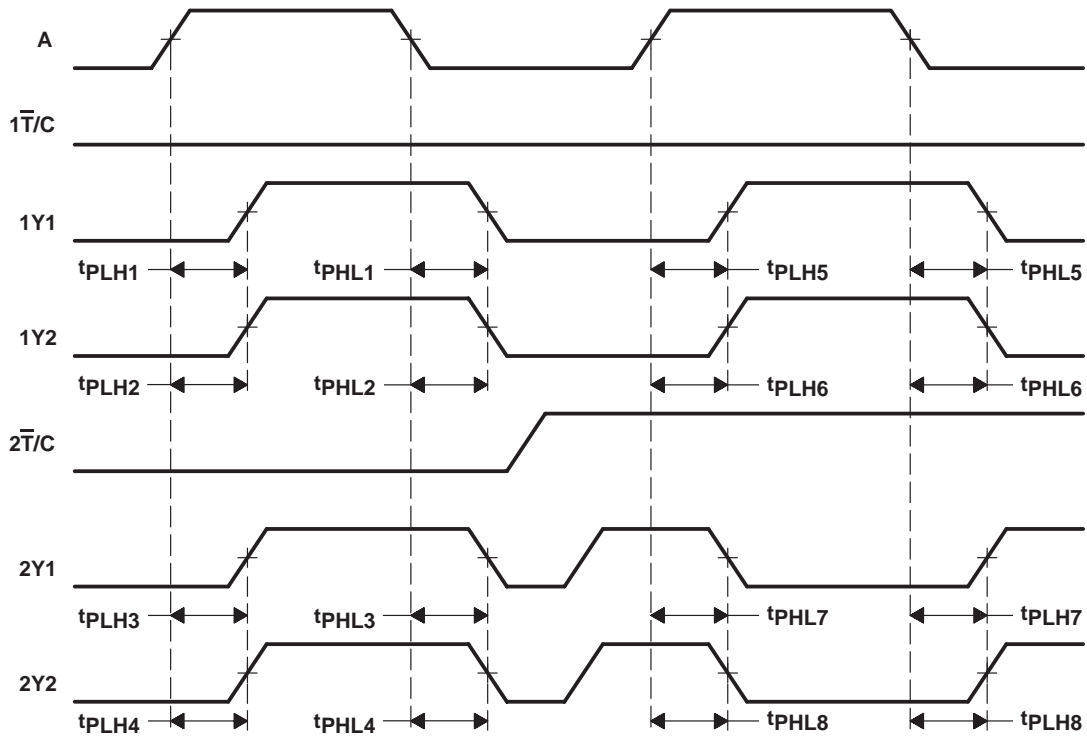 A
1T̅/C
1Y1
tPLH1 tPHL1 tPLH5 tPHL5
1Y2
tPLH2 tPHL2 tPLH6 tPHL6
2T̅/C
2Y1
tPLH3 tPHL3 tPHL7 tPLH7
2Y2
tPLH4 tPHL4 tPHL8 tPLH8